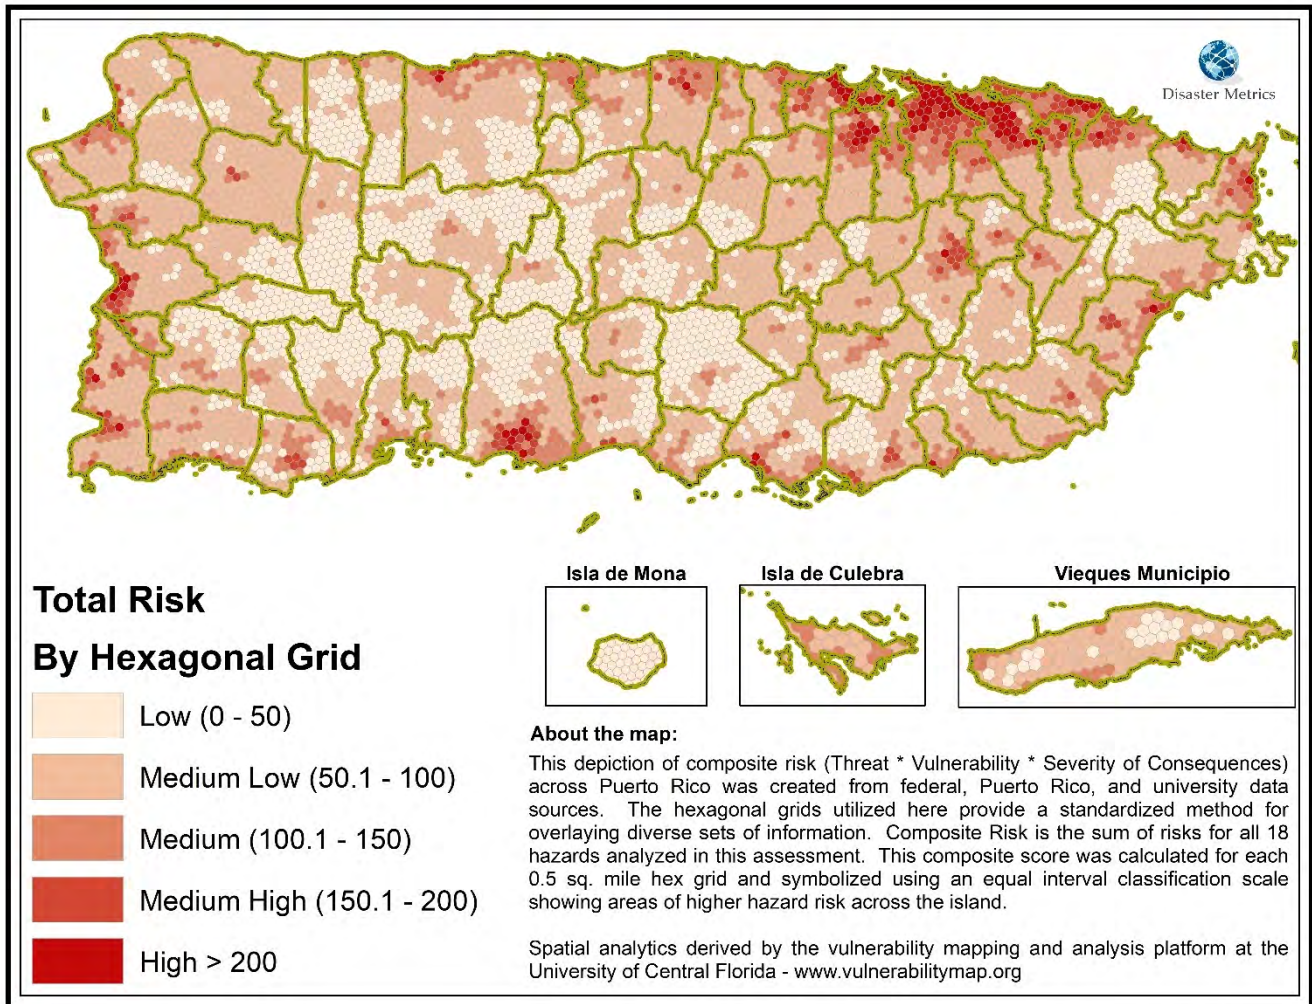 Disaster Metrics
Isla de Mona
Isla de Culebra
Vieques Municipio
Total Risk
By Hexagonal Grid
Low (0 - 50)
Medium Low (50.1 - 100)
Medium (100.1 - 150)
Medium High (150.1 - 200)
High > 200
About the map:
This depiction of composite risk (Threat * Vulnerability * Severity of Consequences)
across Puerto Rico was created from federal, Puerto Rico, and university data
sources. The hexagonal grids utilized here provide a standardized method for
overlaying diverse sets of information. Composite Risk is the sum of risks for all 18
hazards analyzed in this assessment. This composite score was calculated for each
0.5 sq. mile hex grid and symbolized using an equal interval classification scale
showing areas of higher hazard risk across the island.
Spatial analytics derived by the vulnerability mapping and analysis platform at the
University of Central Florida - www.vulnerabilitymap.org